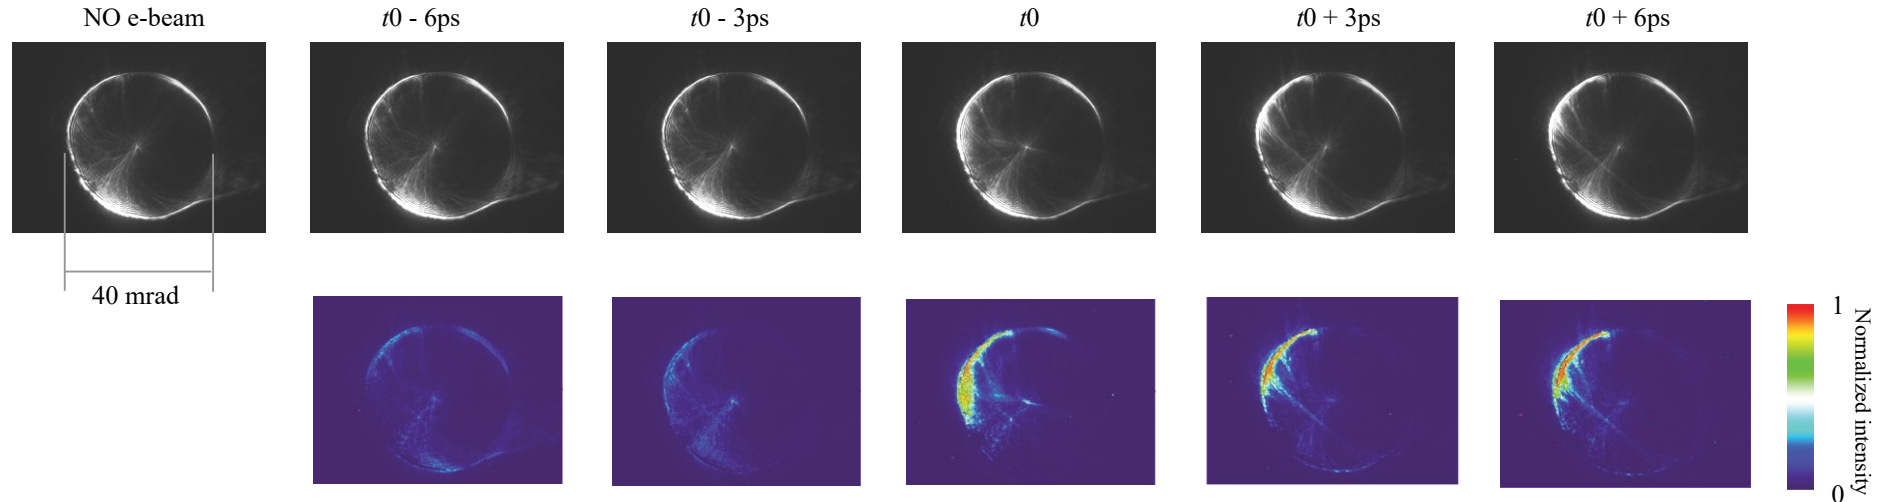 NO e-beam
t0 - 6ps
t0 - 3ps
t0
t0 + 3ps
t0 + 6ps
40 mrad
1
Normalized intensity
0